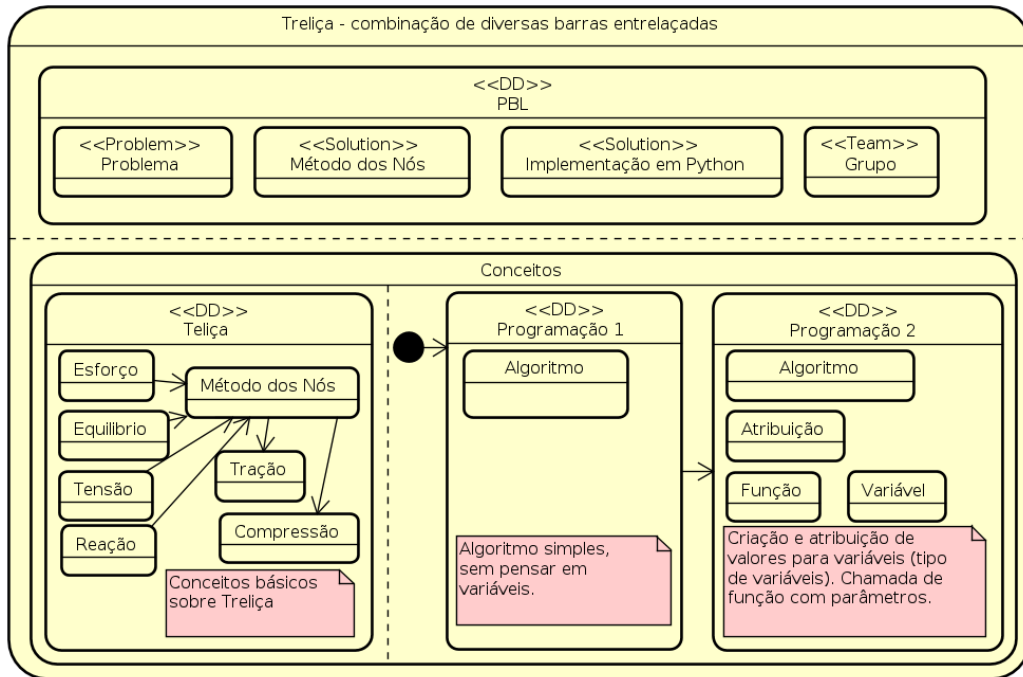 Treliça - combinação de diversas barras entrelaçadas
<<DD>>
PBL
<<Problem>>
Problema
<<Solution>>
Método dos Nós
<<Solution>>
Implementação em Python
<<Team>>
Grupo
Conceitos
<<DD>>
Teliça
Esforço
Método dos Nós
Equilibrio
Tração
Tensão
Compressão
Reação
Conceitos básicos
sobre Treliça
<<DD>>
Programação 1
Algoritmo
Algoritmo simples,
sem pensar em
variáveis.
<<DD>>
Programação 2
Algoritmo
Atribuição
Função
Variável
Criação e atribuição de
valores para variáveis (tipo
de variáveis). Chamada de
função com parâmetros.